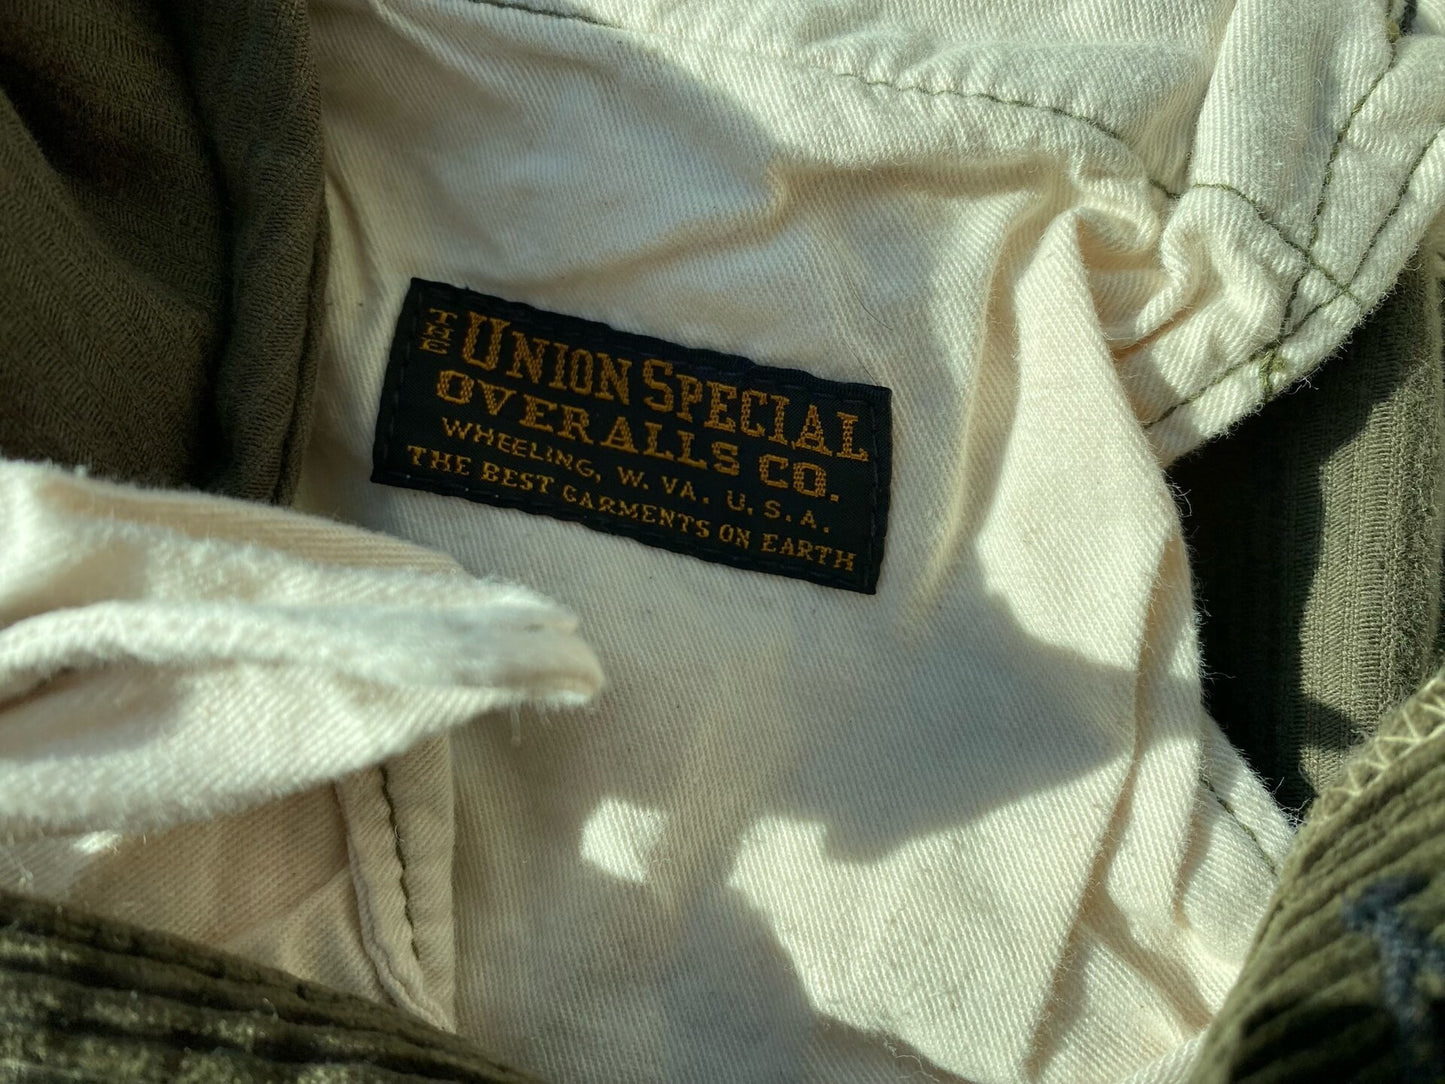 THE UNION SPECIAL
OVERALLS CO.
WHEELING, W. VA. U.S.A.
THE BEST GARMENTS ON EARTH